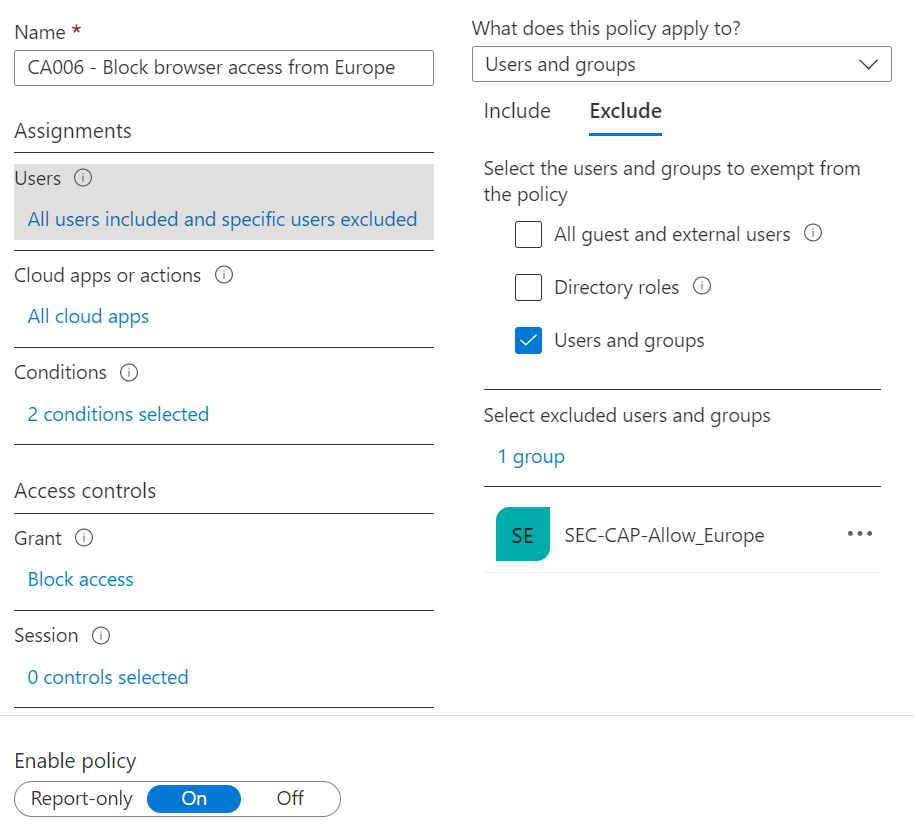 Name *
CA006 - Block browser access from Europe
Assignments
Users
All users included and specific users excluded
Cloud apps or actions
All cloud apps
Conditions
2 conditions selected
Access controls
Grant
Block access
Session
0 controls selected
What does this policy apply to?
Users and groups
Include Exclude
Select the users and groups to exempt from
the policy
All guest and external users
Directory roles
Users and groups
Select excluded users and groups
1 group
SE SEC-CAP-Allow_Europe
Enable policy
Report-only On Off